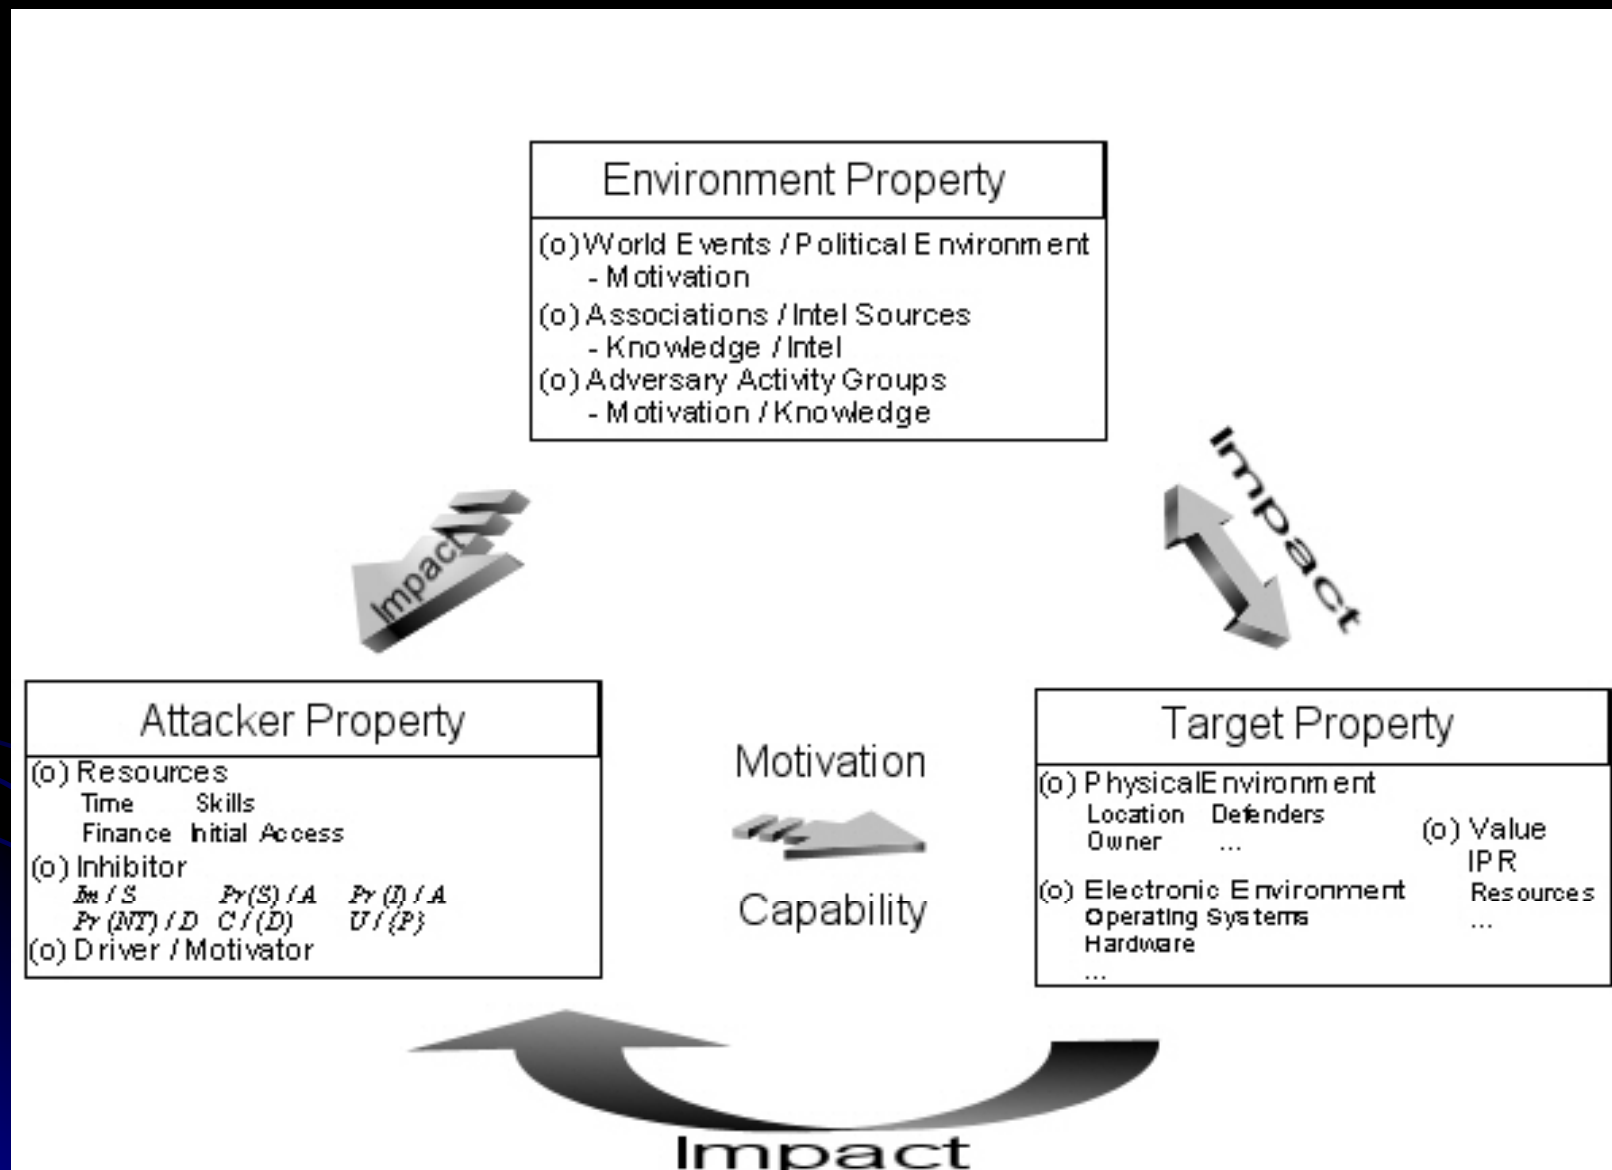 Environment Property
(o) World Events / Political Environment
- Motivation
(o) Associations / Intel Sources
- Knowledge / Intel
(o) Adversary Activity Groups
- Motivation / Knowledge
Impact
Impact
Attacker Property
(o) Resources
Time Skills
Finance Initial Access
(o) Inhibitor
Im / S Pr(S) / A Pr (I) / A
Pr (NT) / D C / (D) U / {P}
(o) Driver / Motivator
Motivation
Capability
Target Property
(o) Physical Environment
Location Defenders
Owner ...
(o) Electronic Environment
Operating Systems
Hardware
...
(o) Value
IPR
Resources
...
Impact